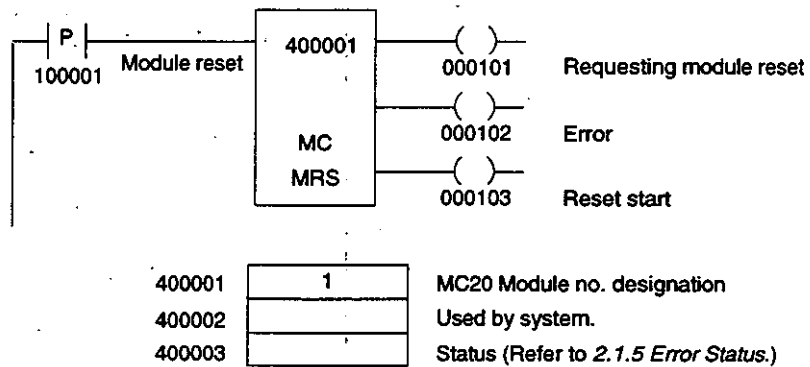 P
100001
Module reset
400001
MC
MRS
000101
Requesting module reset
000102
Error
000103
Reset start
400001 1 MC20 Module no. designation
400002 Used by system.
400003 Status (Refer to 2.1.5 Error Status.)